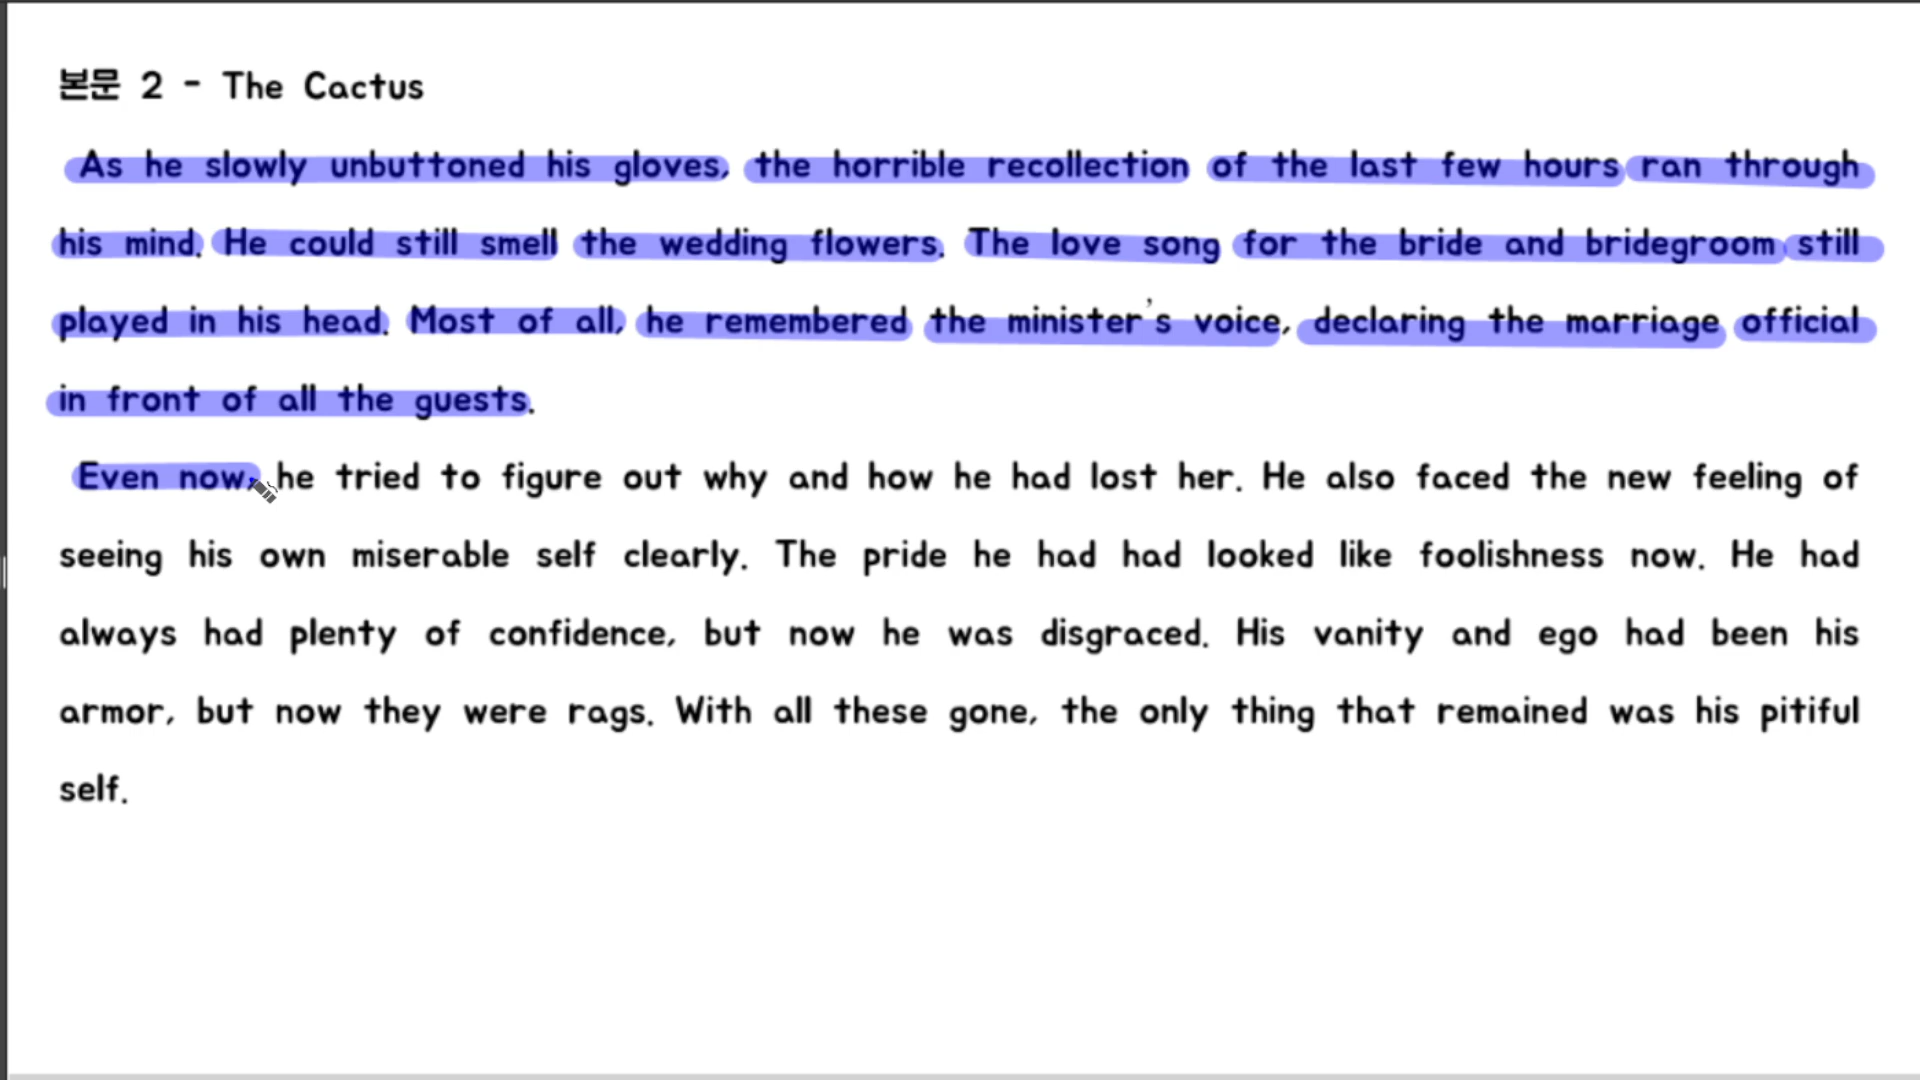 본문 2 - The Cactus
As he slowly unbuttoned his gloves, the horrible recollection of the last few hours ran through
his mind. He could still smell the wedding flowers. The love song for the bride and bridegroom still
played in his head. Most of all, he remembered the minister's voice, declaring the marriage official
in front of all the guests.
Even now, he tried to figure out why and how he had lost her. He also faced the new feeling of
seeing his own miserable self clearly. The pride he had had looked like foolishness now. He had
always had plenty of confidence, but now he was disgraced. His vanity and ego had been his
armor, but now they were rags. With all these gone, the only thing that remained was his pitiful
self.